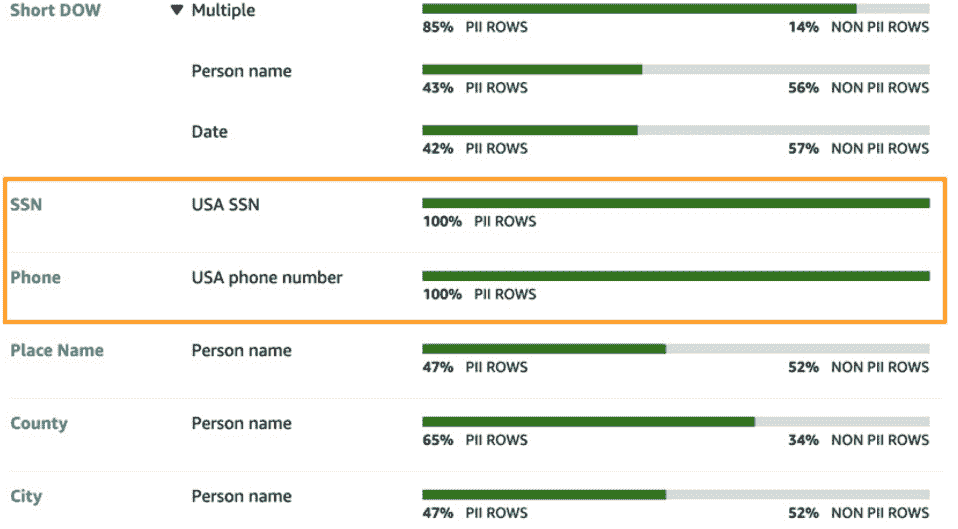 Short DOW ▼ Multiple
85% PII ROWS 14% NON PII ROWS
Person name
43% PII ROWS 56% NON PII ROWS
Date
42% PII ROWS 57% NON PII ROWS
SSN USA SSN
100% PII ROWS
Phone USA phone number
100% PII ROWS
Place Name Person name
47% PII ROWS 52% NON PII ROWS
County Person name
65% PII ROWS 34% NON PII ROWS
City Person name
47% PII ROWS 52% NON PII ROWS